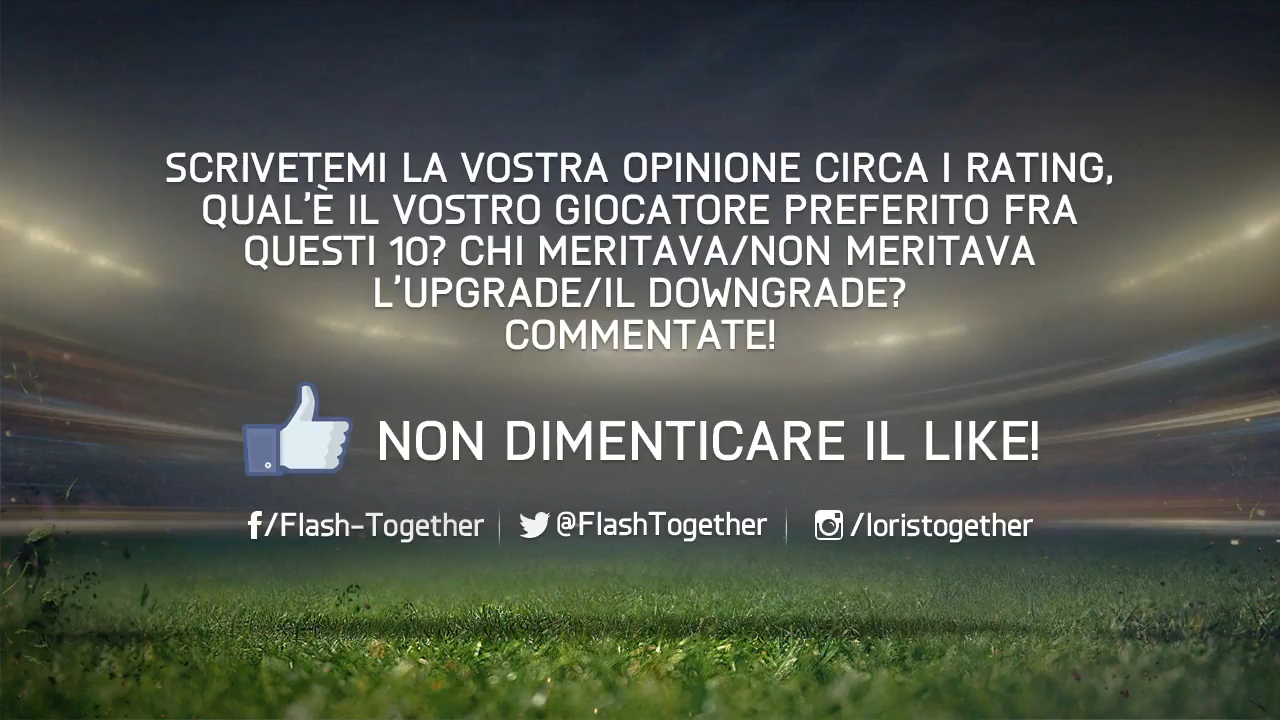 SCRIVETEMI LA VOSTRA OPINIONE CIRCA I RATING,
QUAL'È IL VOSTRO GIOCATORE PREFERITO FRA
QUESTI 10? CHI MERITAVA/NON MERITAVA
L'UPGRADE/IL DOWNGRADE?
COMMENTATE!
NON DIMENTICARE IL LIKE!
f/Flash-Together @FlashTogether /loristogether